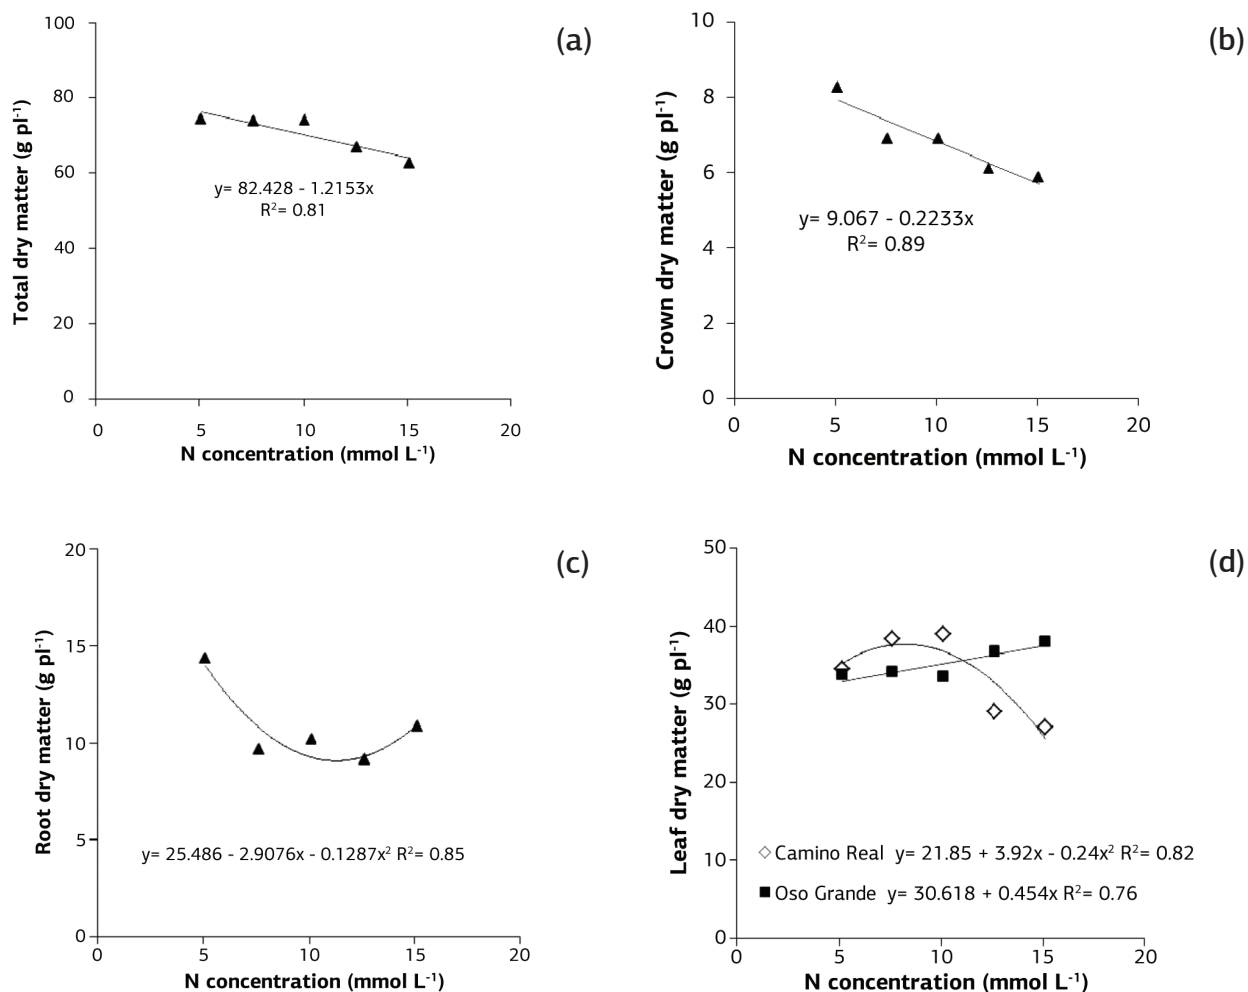 (a)
100
80
60
40
20
0
Total dry matter (g pl⁻¹)
y= 82.428 - 1.2153x
R²= 0.81
0 5 10 15 20
N concentration (mmol L⁻¹)
(b)
10
8
6
4
2
0
Crown dry matter (g pl⁻¹)
y= 9.067 - 0.2233x
R²= 0.89
0 5 10 15 20
N concentration (mmol L⁻¹)
(c)
20
15
10
5
0
Root dry matter (g pl⁻¹)
y= 25.486 - 2.9076x - 0.1287x² R²= 0.85
0 5 10 15 20
N concentration (mmol L⁻¹)
(d)
50
40
30
20
10
0
Leaf dry matter (g pl⁻¹)
Camino Real y= 21.85 + 3.92x - 0.24x² R²= 0.82
Oso Grande y= 30.618 + 0.454x R²= 0.76
0 5 10 15 20
N concentration (mmol L⁻¹)